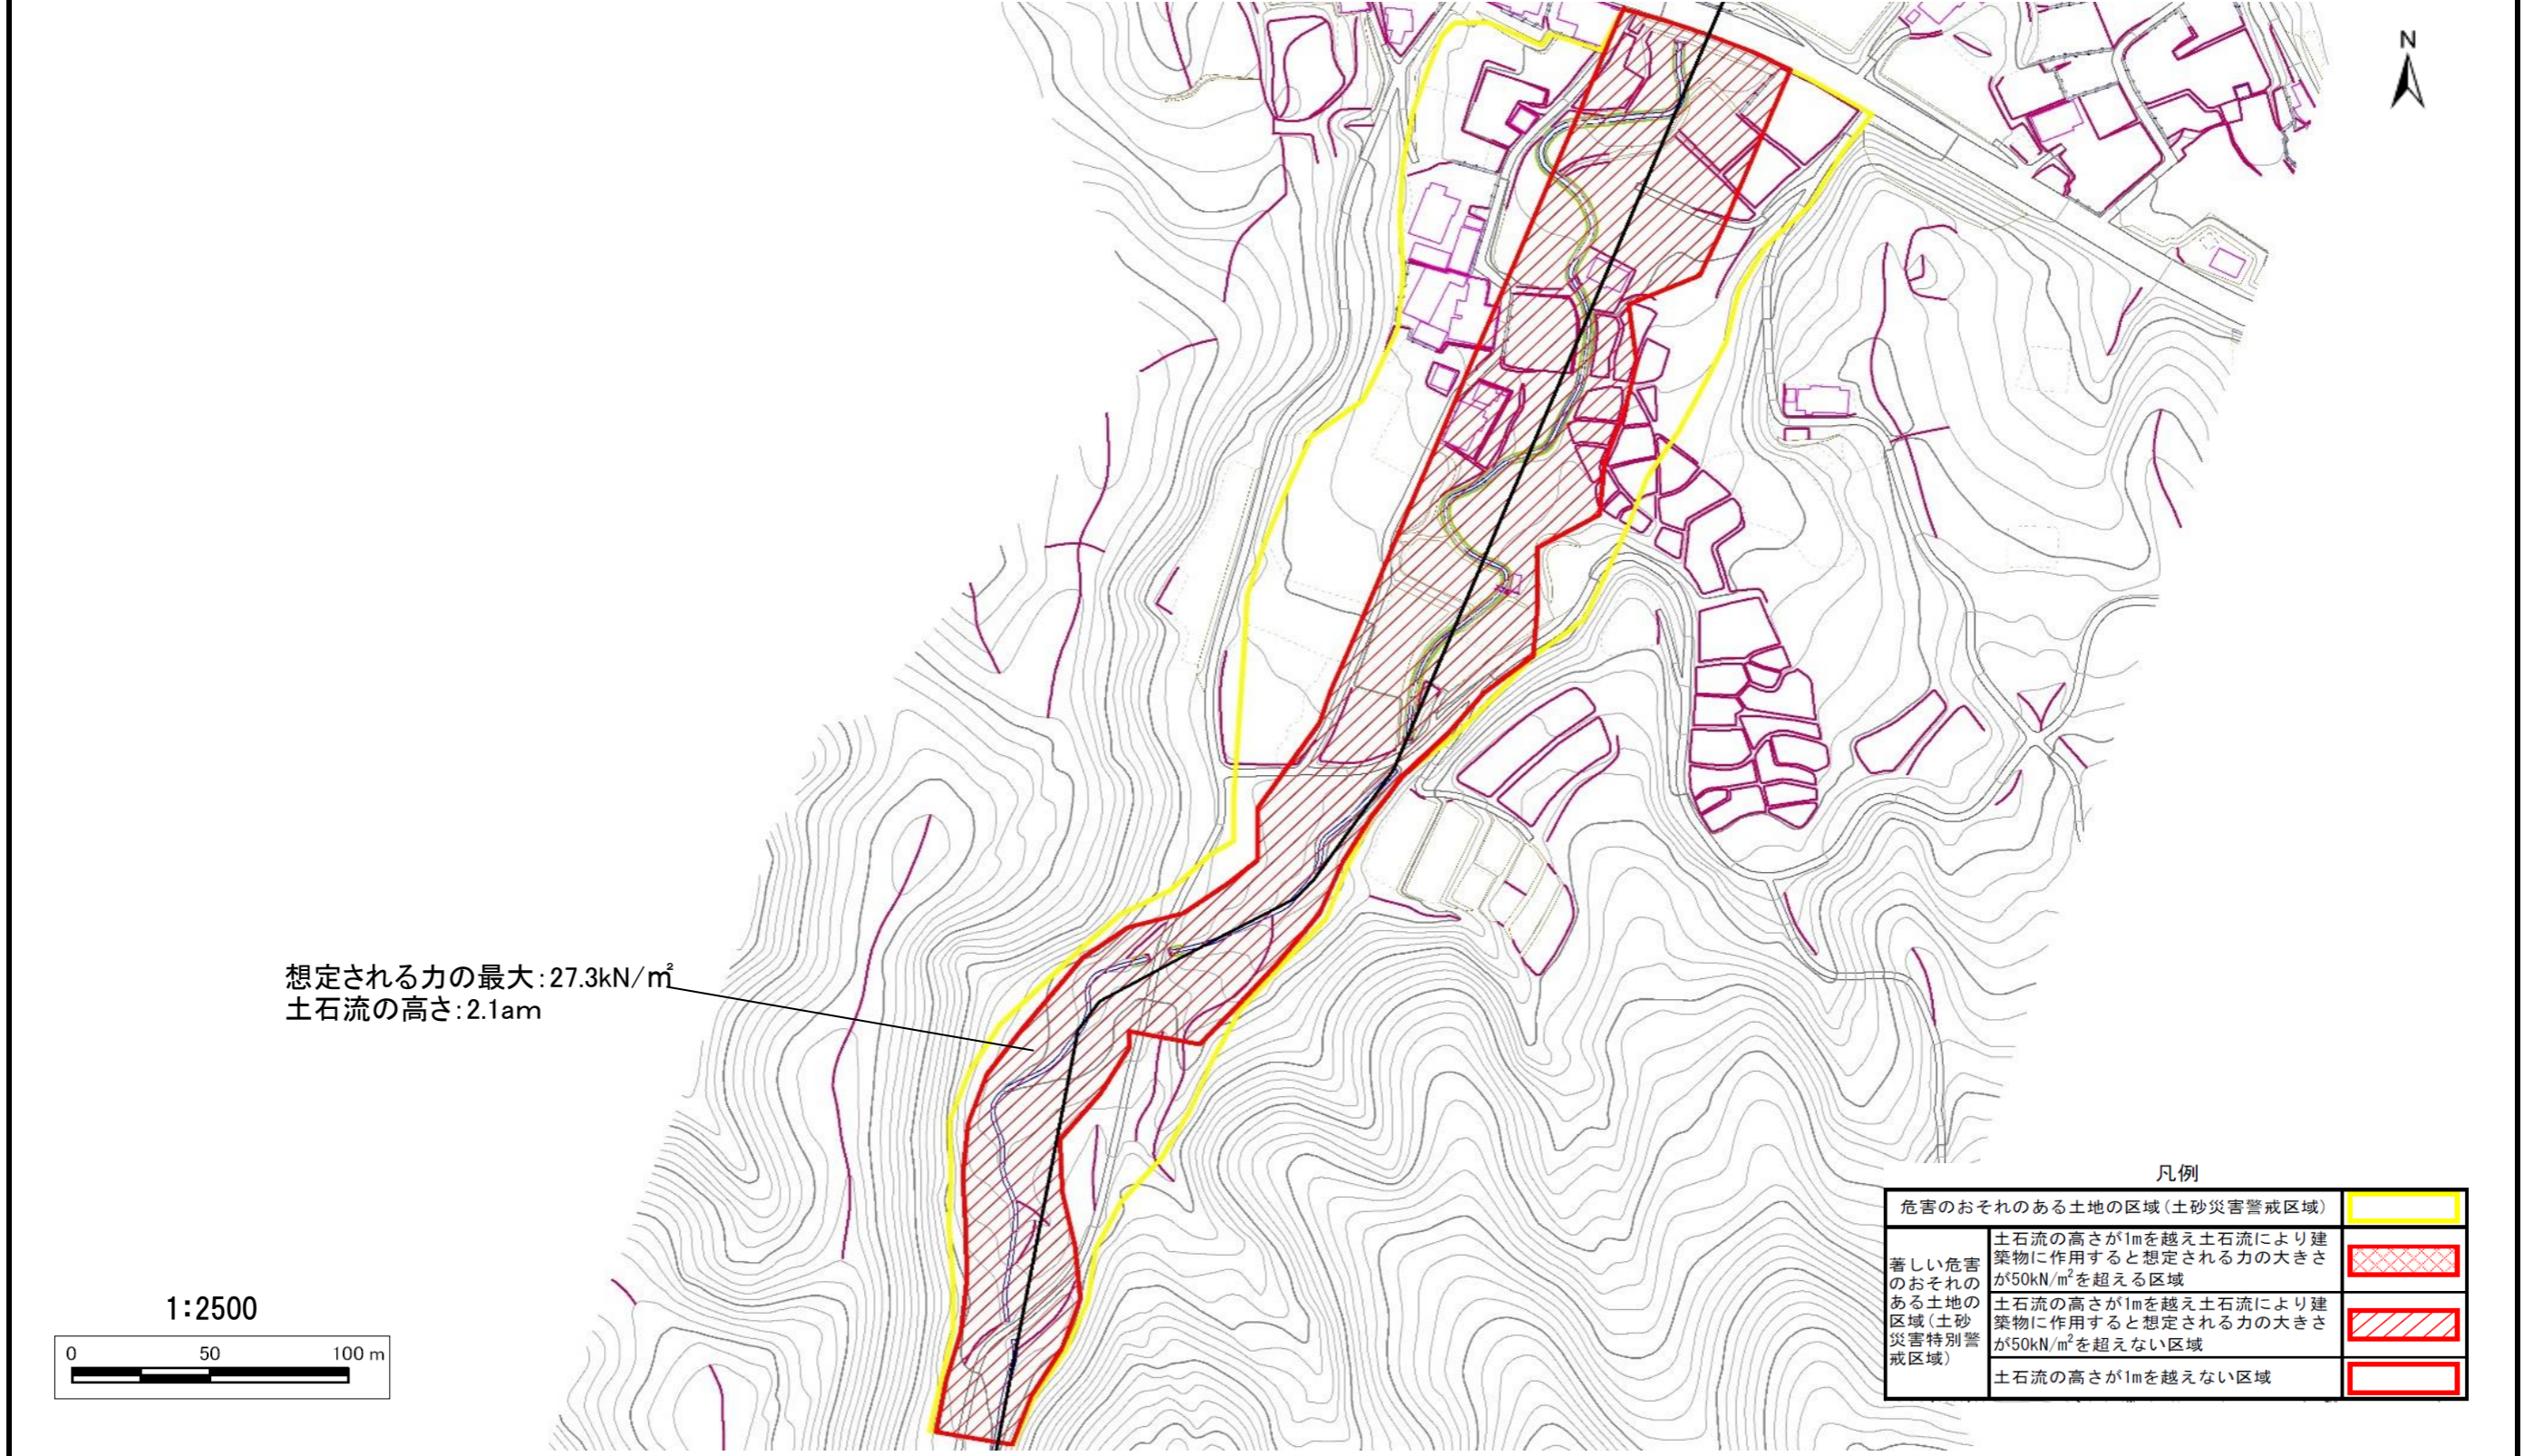 N
想定される力の最大:27.3kN/㎡
土石流の高さ:2.1am
1:2500
0 50 100 m
凡例
危害のおそれのある土地の区域(土砂災害警戒区域)
著しい危害
のおそれの
ある土地の
区域(土砂
災害特別警
戒区域)
土石流の高さが1mを越え土石流により建
築物に作用すると想定される力の大きさ
が50kN/m²を超える区域
土石流の高さが1mを越え土石流により建
築物に作用すると想定される力の大きさ
が50kN/m²を超えない区域
土石流の高さが1mを越えない区域